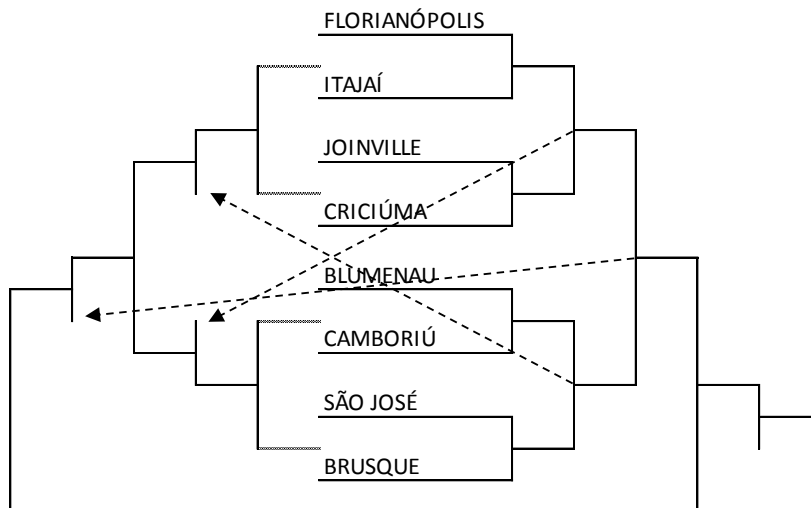 FLORIANÓPOLIS
ITAJAÍ
JOINVILLE
CRICIÚMA
BLUMENAU
CAMBORIÚ
SÃO JOSÉ
BRUSQUE